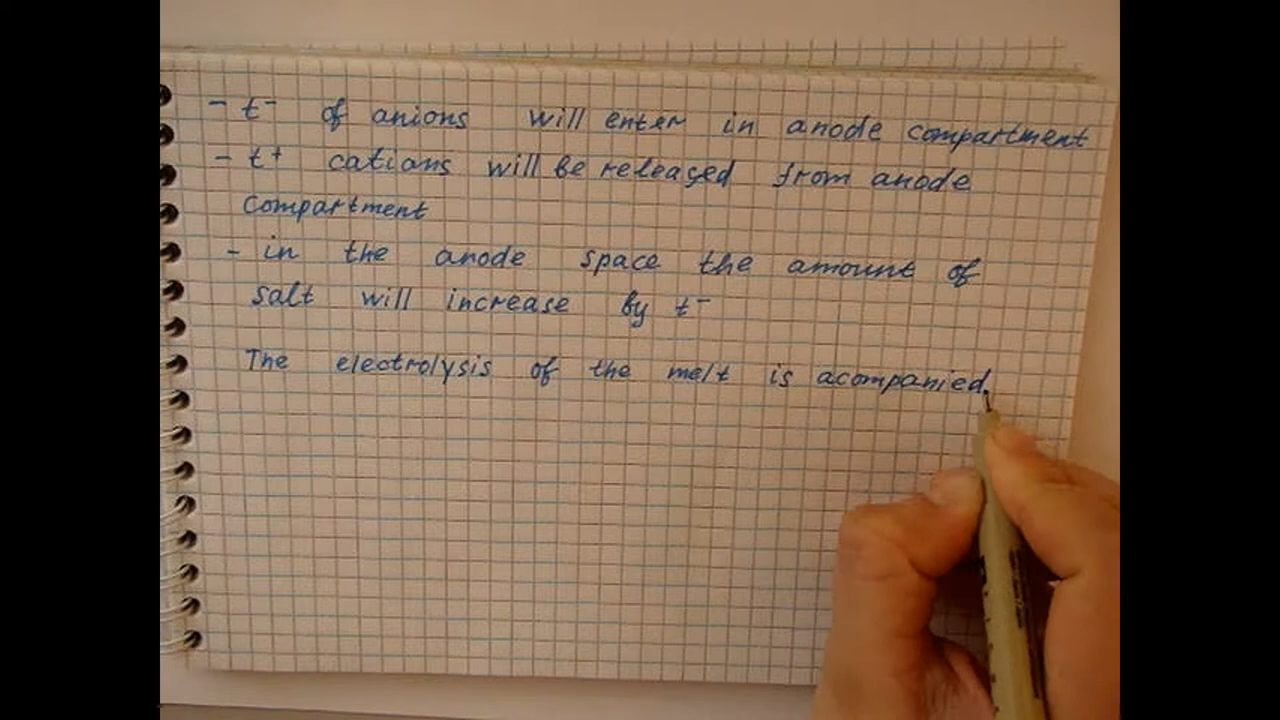 - t⁻ of anions will enter in anode compartment
- t⁺ cations will be released from anode
compartment
- in the anode space the amount of
salt will increase by t⁻
The electrolysis of the melt is acompanied